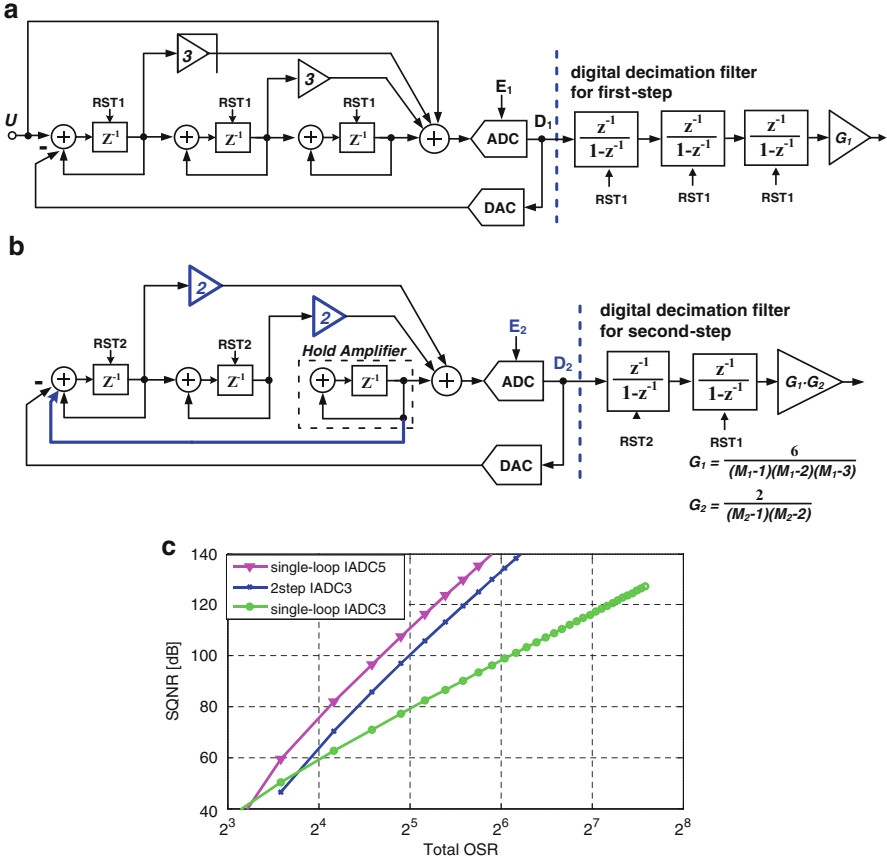 a
3
3
U
RST1
RST1
RST1
E1
D1
digital decimation filter
for first-step
+
Z-1
+
Z-1
+
Z-1
+
ADC
z-1
1-z-1
z-1
1-z-1
z-1
1-z-1
G1
-
RST1
RST1
RST1
DAC
b
2
2
RST2
RST2
Hold Amplifier
E2
D2
digital decimation filter
for second-step
-
+
Z-1
+
Z-1
+
Z-1
+
ADC
z-1
1-z-1
z-1
1-z-1
G1·G2
RST2
RST1
DAC
G1 = 6
(M1-1)(M1-2)(M1-3)
G2 = 2
(M2-1)(M2-2)
c
single-loop IADC5
2step IADC3
single-loop IADC3
SQNR [dB]
140
120
100
80
60
40
2^3
2^4
2^5
2^6
2^7
2^8
Total OSR